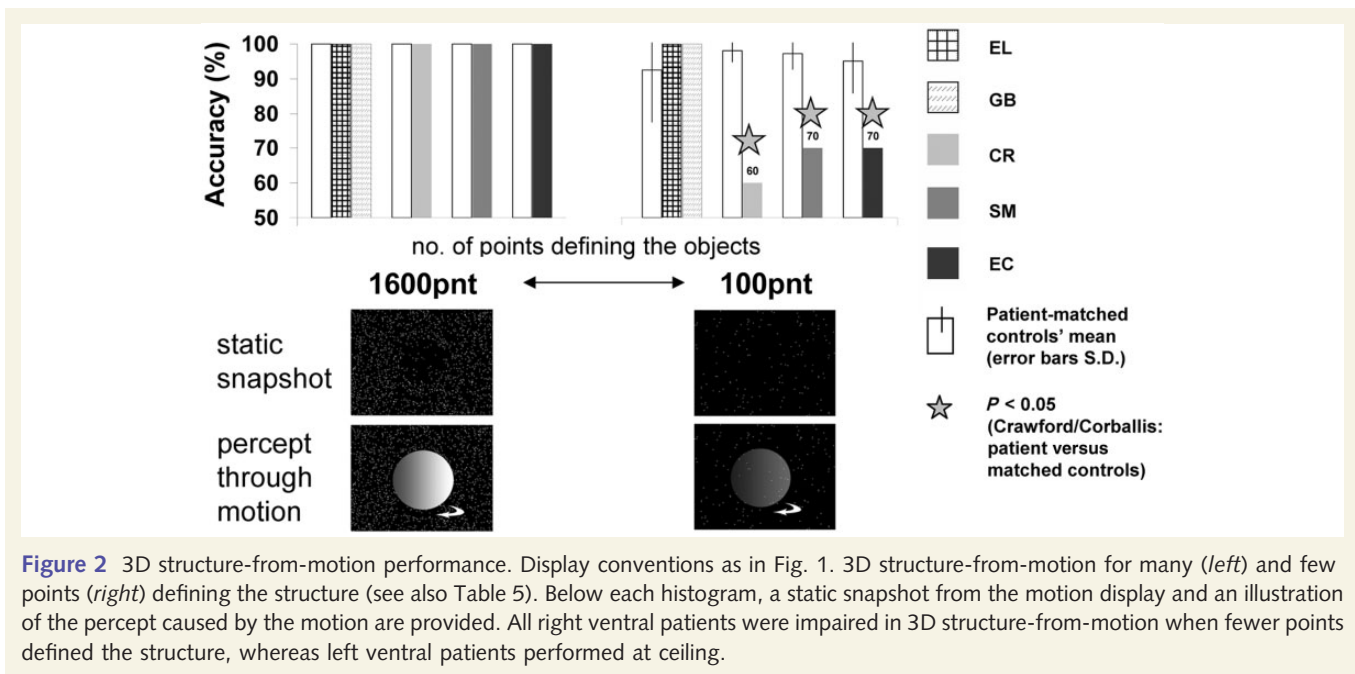 Accuracy (%)
100
90
80
70
60
50
60
70
70
no. of points defining the objects
1600pnt
100pnt
static
snapshot
percept
through
motion
EL
GB
CR
SM
EC
Patient-matched
controls' mean
(error bars S.D.)
P < 0.05
(Crawford/Corballis:
patient versus
matched controls)
Figure 2 3D structure-from-motion performance. Display conventions as in Fig. 1. 3D structure-from-motion for many (left) and few
points (right) defining the structure (see also Table 5). Below each histogram, a static snapshot from the motion display and an illustration
of the percept caused by the motion are provided. All right ventral patients were impaired in 3D structure-from-motion when fewer points
defined the structure, whereas left ventral patients performed at ceiling.